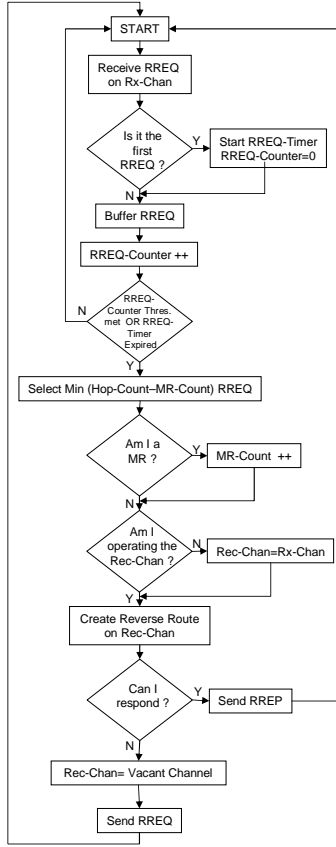 START
Receive RREQ
on Rx-Chan
Is it the
first
RREQ ?
Y
Start RREQ-Timer
RREQ-Counter=0
N
Buffer RREQ
RREQ-Counter ++
RREQ-
Counter Thres.
met OR RREQ-
Timer
Expired
N
Y
Select Min (Hop-Count–MR-Count) RREQ
Am I a
MR ?
Y
MR-Count ++
N
Am I
operating the
Rec-Chan ?
N
Rec-Chan=Rx-Chan
Y
Create Reverse Route
on Rec-Chan
Can I
respond ?
Y
Send RREP
N
Rec-Chan= Vacant Channel
Send RREQ